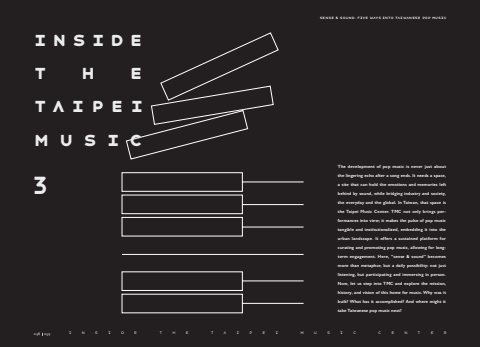 SENSE & SOUND: FIVE WAYS INTO TAIWANESE POP MUSIC
INSIDE
THE
TAIPEI
MUSIC
3
The development of pop music is never just about
the lingering echo after a song ends. It needs a space,
a site that can hold the emotions and memories left
behind by sound, while bridging industry and society,
the everyday and the global. In Taiwan, that space is
the Taipei Music Center. TMC not only brings per-
formances into view; it makes the pulse of pop music
tangible and institutionalized, embedding it into the
urban landscape. It offers a sustained platform for
curating and promoting pop music, allowing for long-
term engagement. Here, "sense & sound" becomes
more than metaphor, but a daily possibility: not just
listening, but participating and immersing in person.
Now, let us step into TMC and explore the mission,
history, and vision of this home for music. Why was it
built? What has it accomplished? And where might it
take Taiwanese pop music next?
INSIDE THE TAIPEI MUSIC CENTER